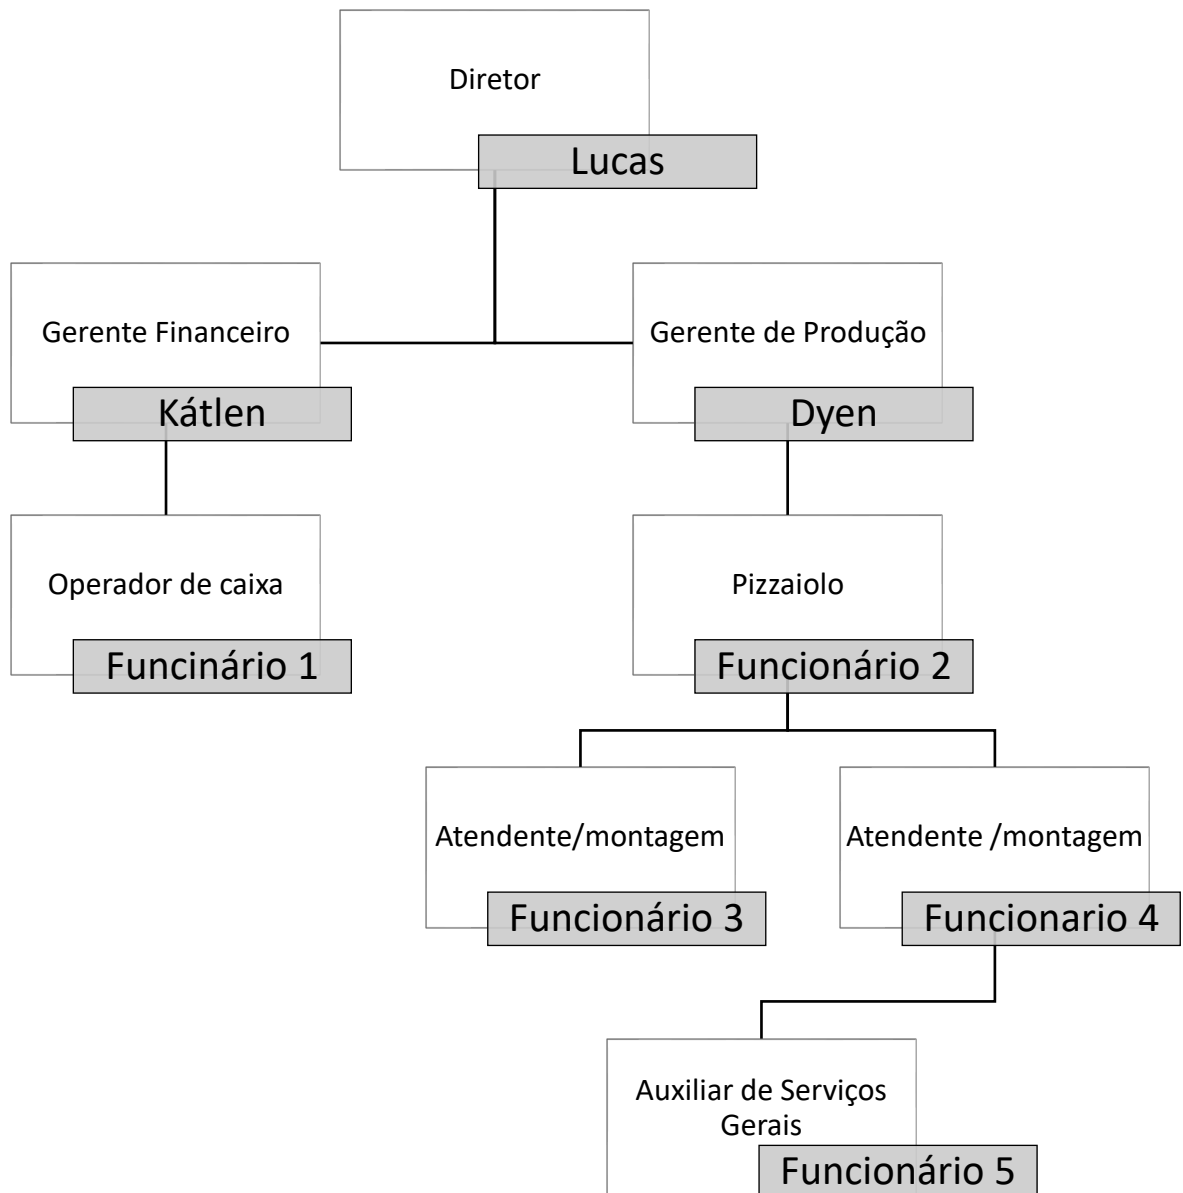 Diretor
Lucas
Gerente Financeiro
Kátlen
Gerente de Produção
Dyen
Operador de caixa
Funcinário 1
Pizzaiolo
Funcionário 2
Atendente/montagem
Funcionário 3
Atendente /montagem
Funcionario 4
Auxiliar de Serviços
Gerais
Funcionário 5